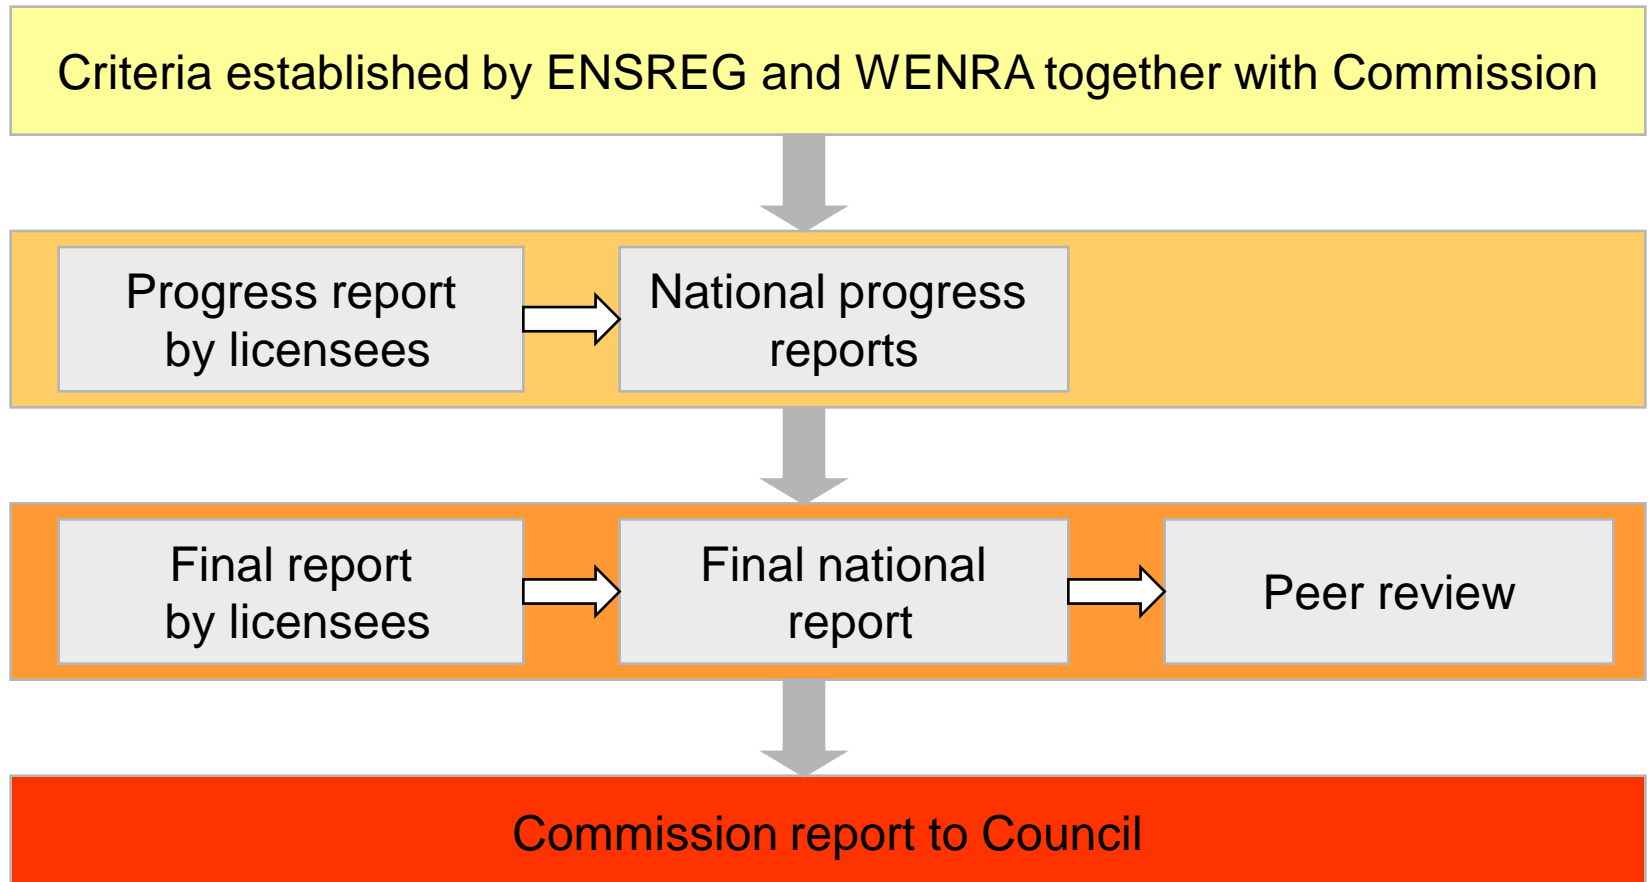 Criteria established by ENSREG and WENRA together with Commission
Progress report
by licensees
National progress
reports
Final report
by licensees
Final national
report
Peer review
Commission report to Council